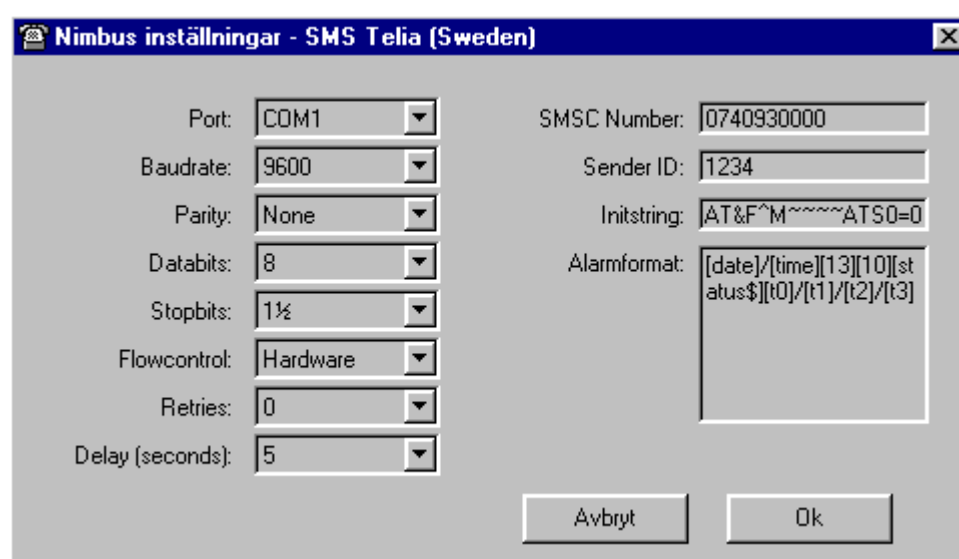 Nimbus inställningar - SMS Telia (Sweden)
Port: COM1
Baudrate: 9600
Parity: None
Databits: 8
Stopbits: 1½
Flowcontrol: Hardware
Retries: 0
Delay (seconds): 5
SMSC Number: 0740930000
Sender ID: 1234
Initstring: AT&F^M~~~~ATS0=0
Alarmformat: [date]/[time][13][10][st
atus$][t0]/[t1]/[t2]/[t3]
Avbryt
Ok